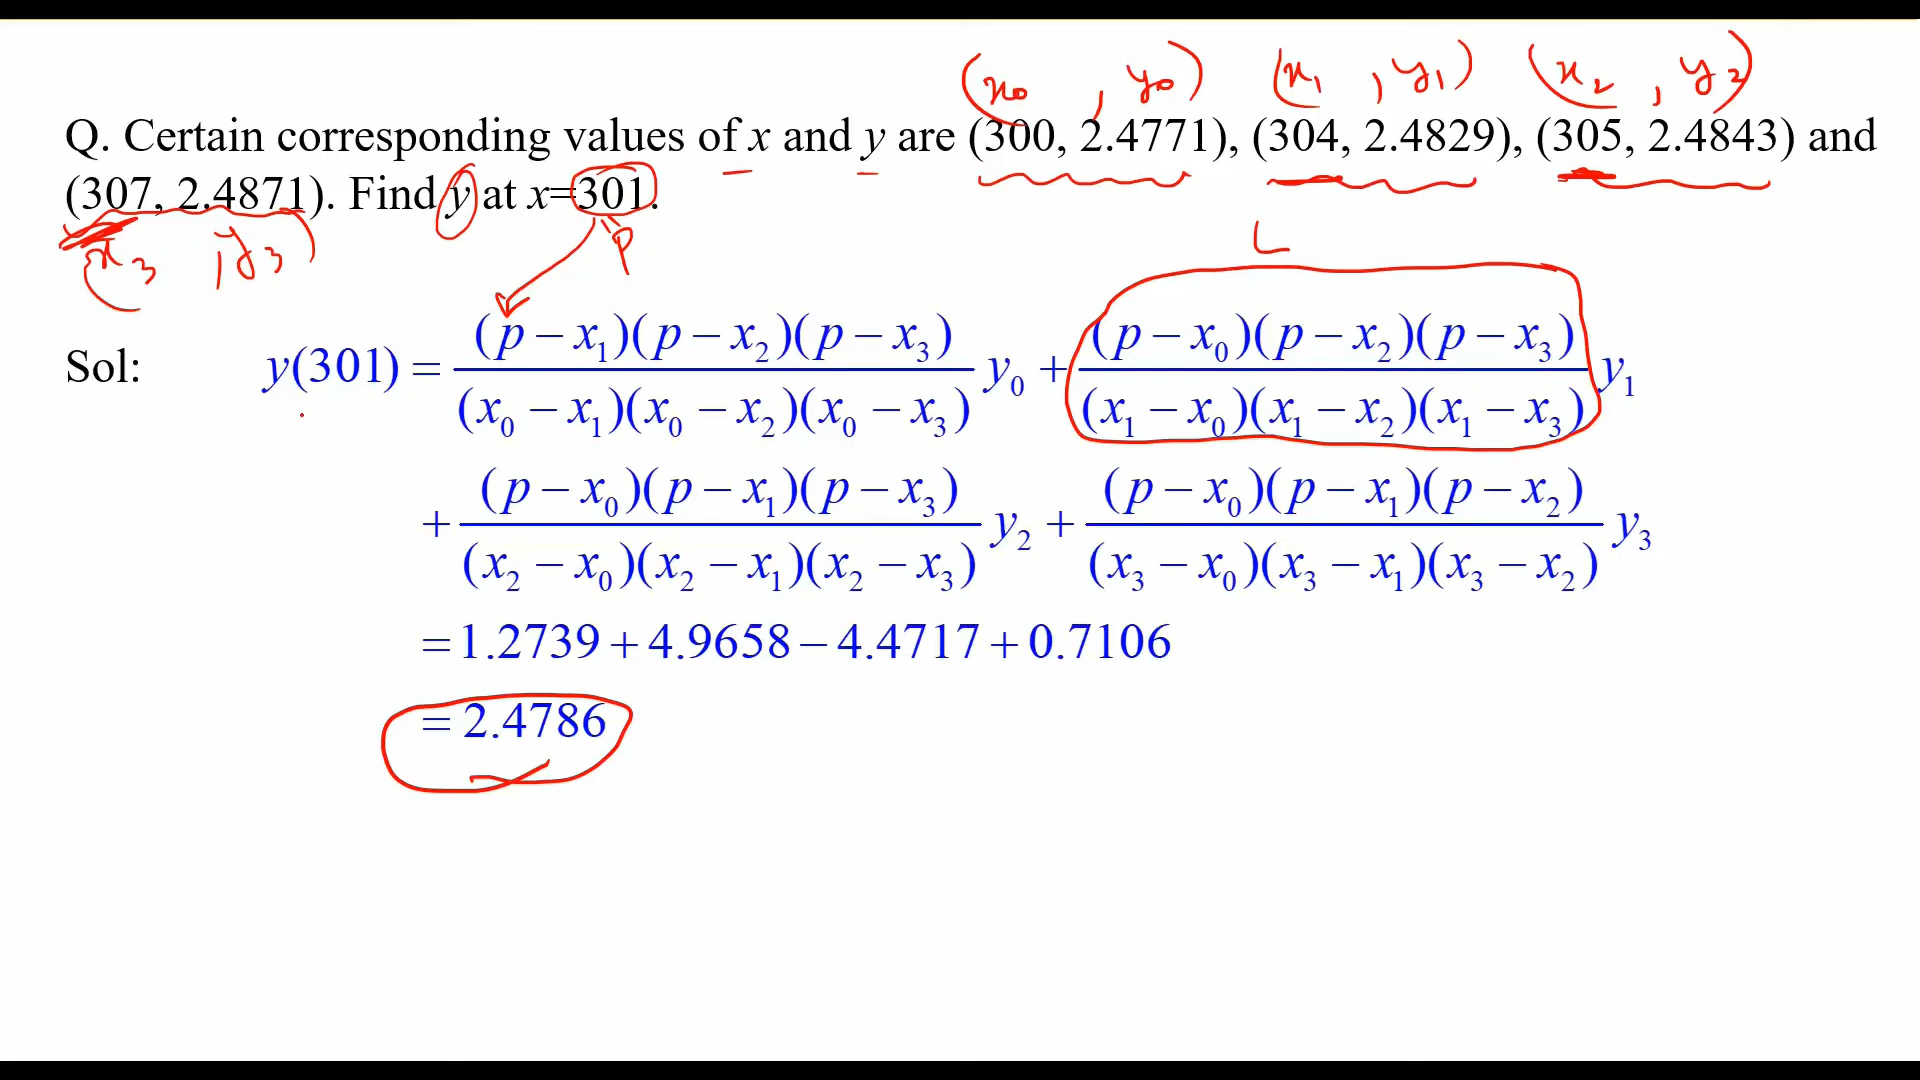 (x₀ , y₀) (x₁ , y₁) (x₂ , y₂)
Q. Certain corresponding values of x and y are (300, 2.4771), (304, 2.4829), (305, 2.4843) and
(307, 2.4871). Find y at x=301.
(x₃ , y₃) p L
Sol: y(301) = (p − x₁)(p − x₂)(p − x₃) / (x₀ − x₁)(x₀ − x₂)(x₀ − x₃) y₀ + (p − x₀)(p − x₂)(p − x₃) / (x₁ − x₀)(x₁ − x₂)(x₁ − x₃) y₁
+ (p − x₀)(p − x₁)(p − x₃) / (x₂ − x₀)(x₂ − x₁)(x₂ − x₃) y₂ + (p − x₀)(p − x₁)(p − x₂) / (x₃ − x₀)(x₃ − x₁)(x₃ − x₂) y₃
= 1.2739 + 4.9658 − 4.4717 + 0.7106
= 2.4786